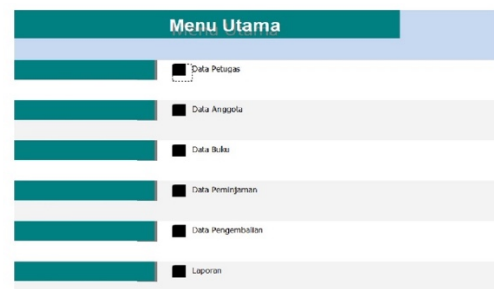 Menu Utama
Data Petugas
Data Anggota
Data Buku
Data Peminjaman
Data Pengembalian
Laporan